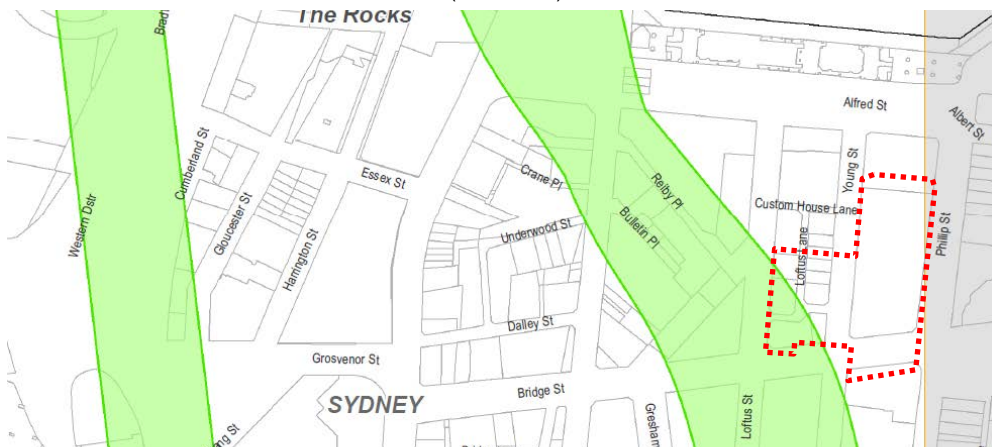 The Rocks
Alfred St
Albert St
Cumberland St
Essex St
Young St
Crane Pl
Reiby Pl
Custom House Lane
Gloucester St
Western Dstr
Bulletin Pl
Underwood St
Harrington St
Loftus Lane
Phillip St
Dalley St
Grosvenor St
Bridge St
SYDNEY
Loftus St
Gresham